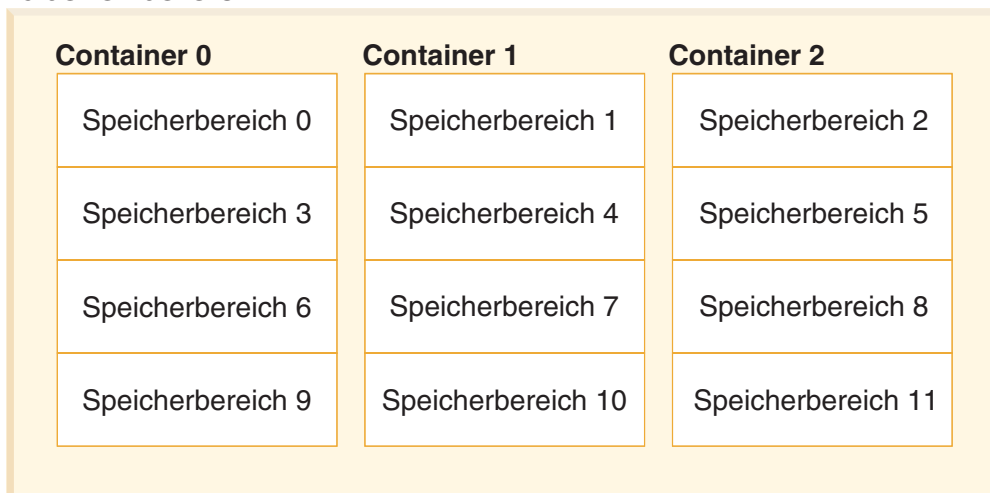 Container 0 Container 1 Container 2
Speicherbereich 0 Speicherbereich 1 Speicherbereich 2
Speicherbereich 3 Speicherbereich 4 Speicherbereich 5
Speicherbereich 6 Speicherbereich 7 Speicherbereich 8
Speicherbereich 9 Speicherbereich 10 Speicherbereich 11